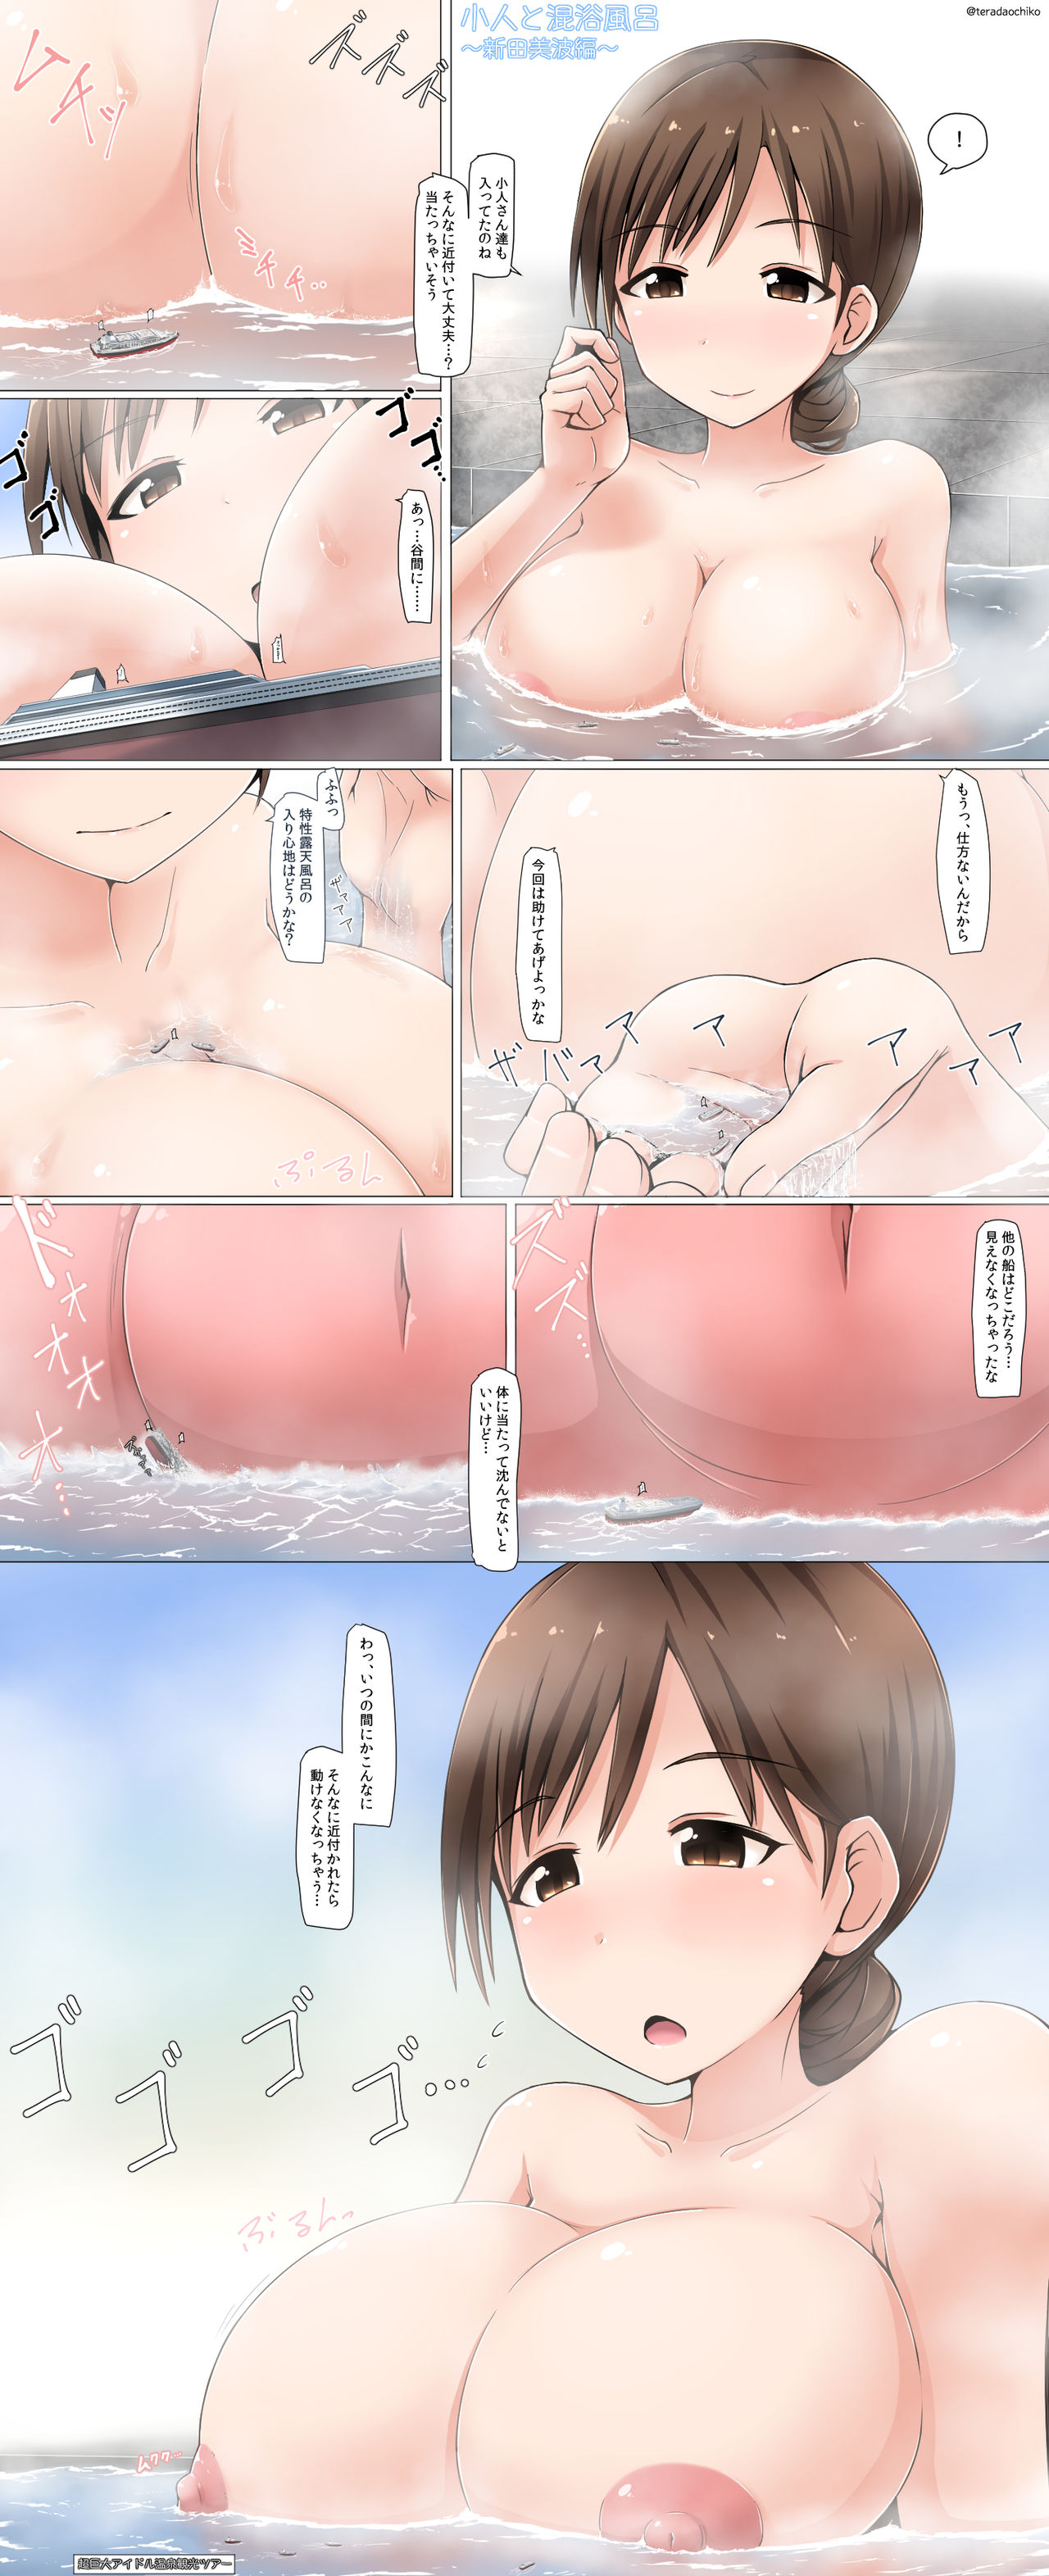 小人と混浴風呂
～新田美波編～
@teradaochiko
！
小人さん達も
入ってたのね
そんなに近付いて大丈夫…？
当たっちゃいそう
ズズズズ
ムチッ
ミチチ‥
ゴゴゴゴ…
あっ…谷間に……
もうっ、仕方ないんだから
今回は助けてあげよっかな
ザバァァアアアアア
ふふっ
特性露天風呂の
入り心地はどうかな？
ザァァァ
ぷるん
他の船はどこだろう…
見えなくなっちゃったな
ズズ…
体に当たって沈んでないと
いいけど…
ドォォォォォ…
わっ、いつの間にかこんなに
そんなに近付かれたら
動けなくなっちゃう…
ゴゴゴゴ…
ぶるんっ
ムクク…
超巨大アイドル温泉観光ツアー